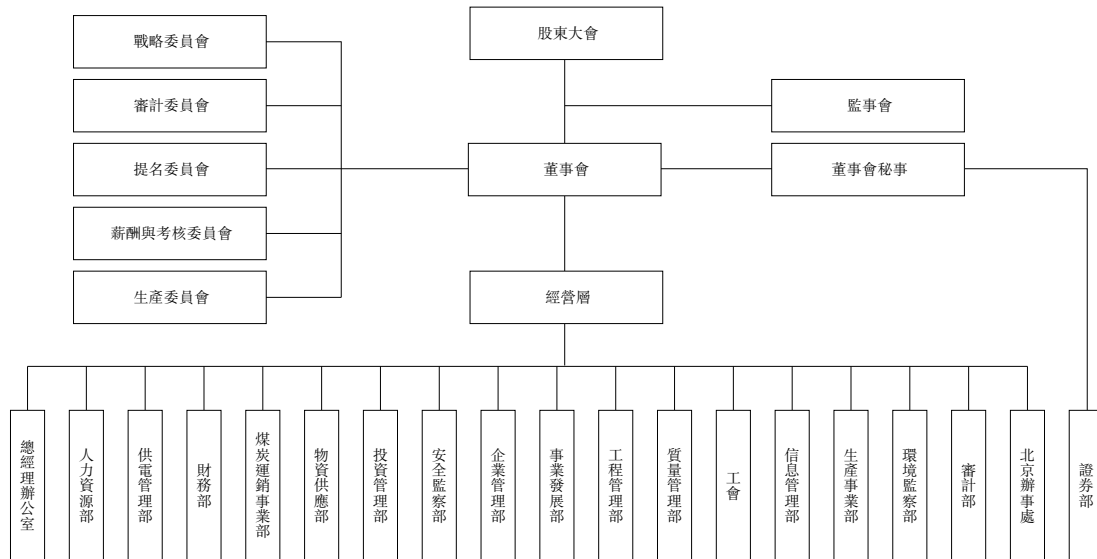 戰略委員會
股東大會
審計委員會
監事會
提名委員會
董事會
董事會秘事
薪酬與考核委員會
生產委員會
經營層
總經理辦公室
人力資源部
供電管理部
財務部
煤炭運銷事業部
物資供應部
投資管理部
安全監察部
企業管理部
事業發展部
工程管理部
質量管理部
工會
信息管理部
生產事業部
環境監察部
審計部
北京辦事處
證券部